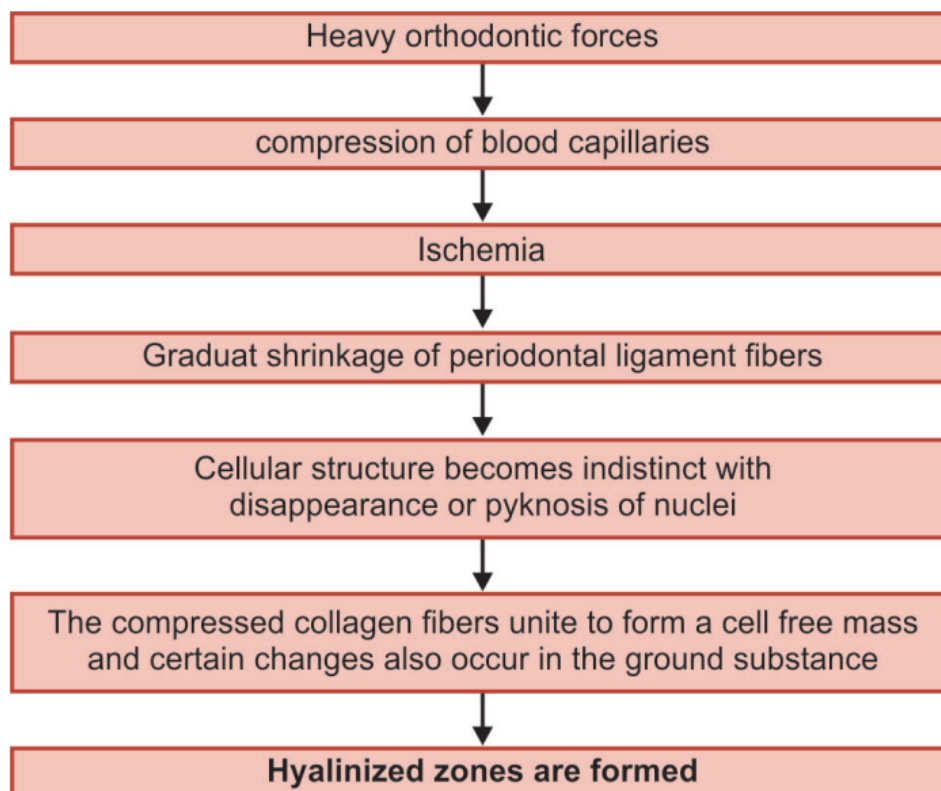 Heavy orthodontic forces
compression of blood capillaries
Ischemia
Graduat shrinkage of periodontal ligament fibers
Cellular structure becomes indistinct with
disappearance or pyknosis of nuclei
The compressed collagen fibers unite to form a cell free mass
and certain changes also occur in the ground substance
Hyalinized zones are formed